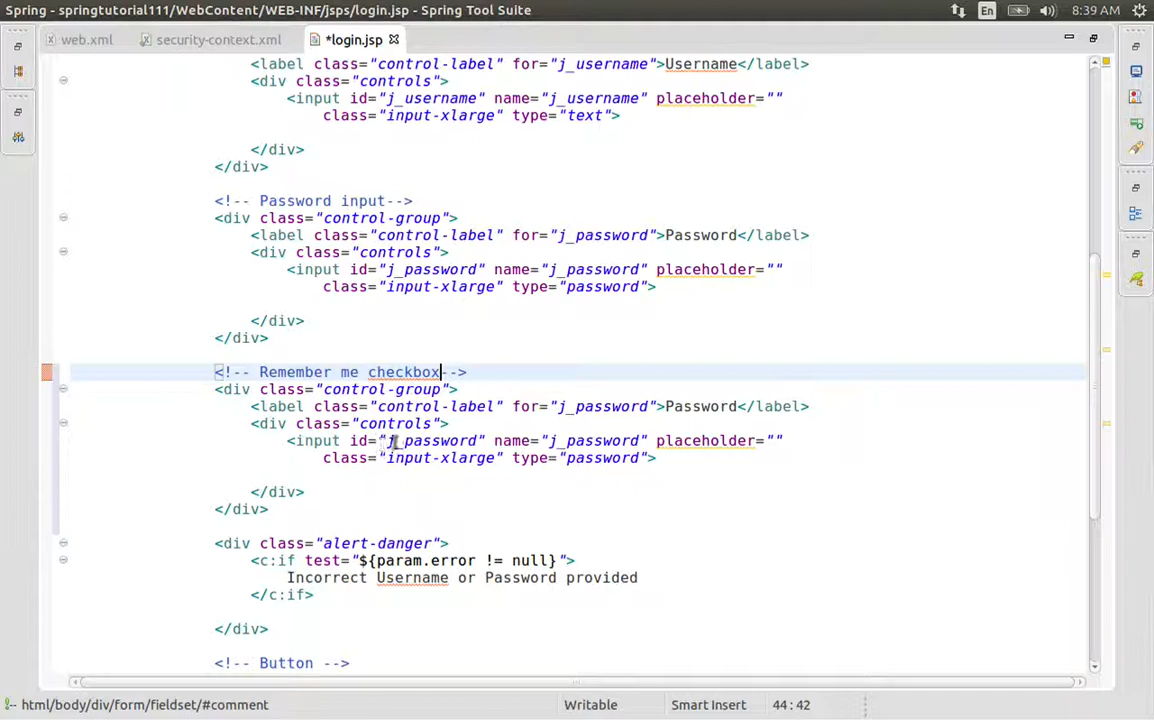 Spring - springtutorial111/WebContent/WEB-INF/jsps/login.jsp - Spring Tool Suite
En
8:39 AM
web.xml
security-context.xml
*login.jsp
<label class="control-label" for="j_username">Username</label>
<div class="controls">
<input id="j_username" name="j_username" placeholder=""
class="input-xlarge" type="text">
</div>
</div>
<!-- Password input-->
<div class="control-group">
<label class="control-label" for="j_password">Password</label>
<div class="controls">
<input id="j_password" name="j_password" placeholder=""
class="input-xlarge" type="password">
</div>
</div>
<!-- Remember me checkbox-->
<div class="control-group">
<label class="control-label" for="j_password">Password</label>
<div class="controls">
<input id="j_password" name="j_password" placeholder=""
class="input-xlarge" type="password">
</div>
</div>
<div class="alert-danger">
<c:if test="${param.error != null}">
Incorrect Username or Password provided
</c:if>
</div>
<!-- Button -->
html/body/div/form/fieldset/#comment
Writable
Smart Insert
44:42